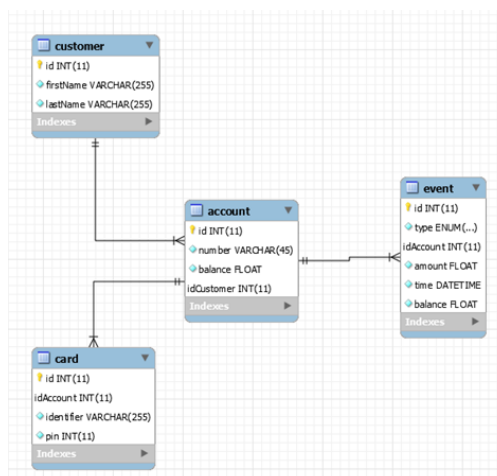 customer
id INT(11)
firstName VARCHAR(255)
lastName VARCHAR(255)
Indexes
account
id INT(11)
number VARCHAR(45)
balance FLOAT
idCustomer INT(11)
Indexes
event
id INT(11)
type ENUM(...)
idAccount INT(11)
amount FLOAT
time DATETIME
balance FLOAT
Indexes
card
id INT(11)
idAccount INT(11)
identifier VARCHAR(255)
pin INT(11)
Indexes